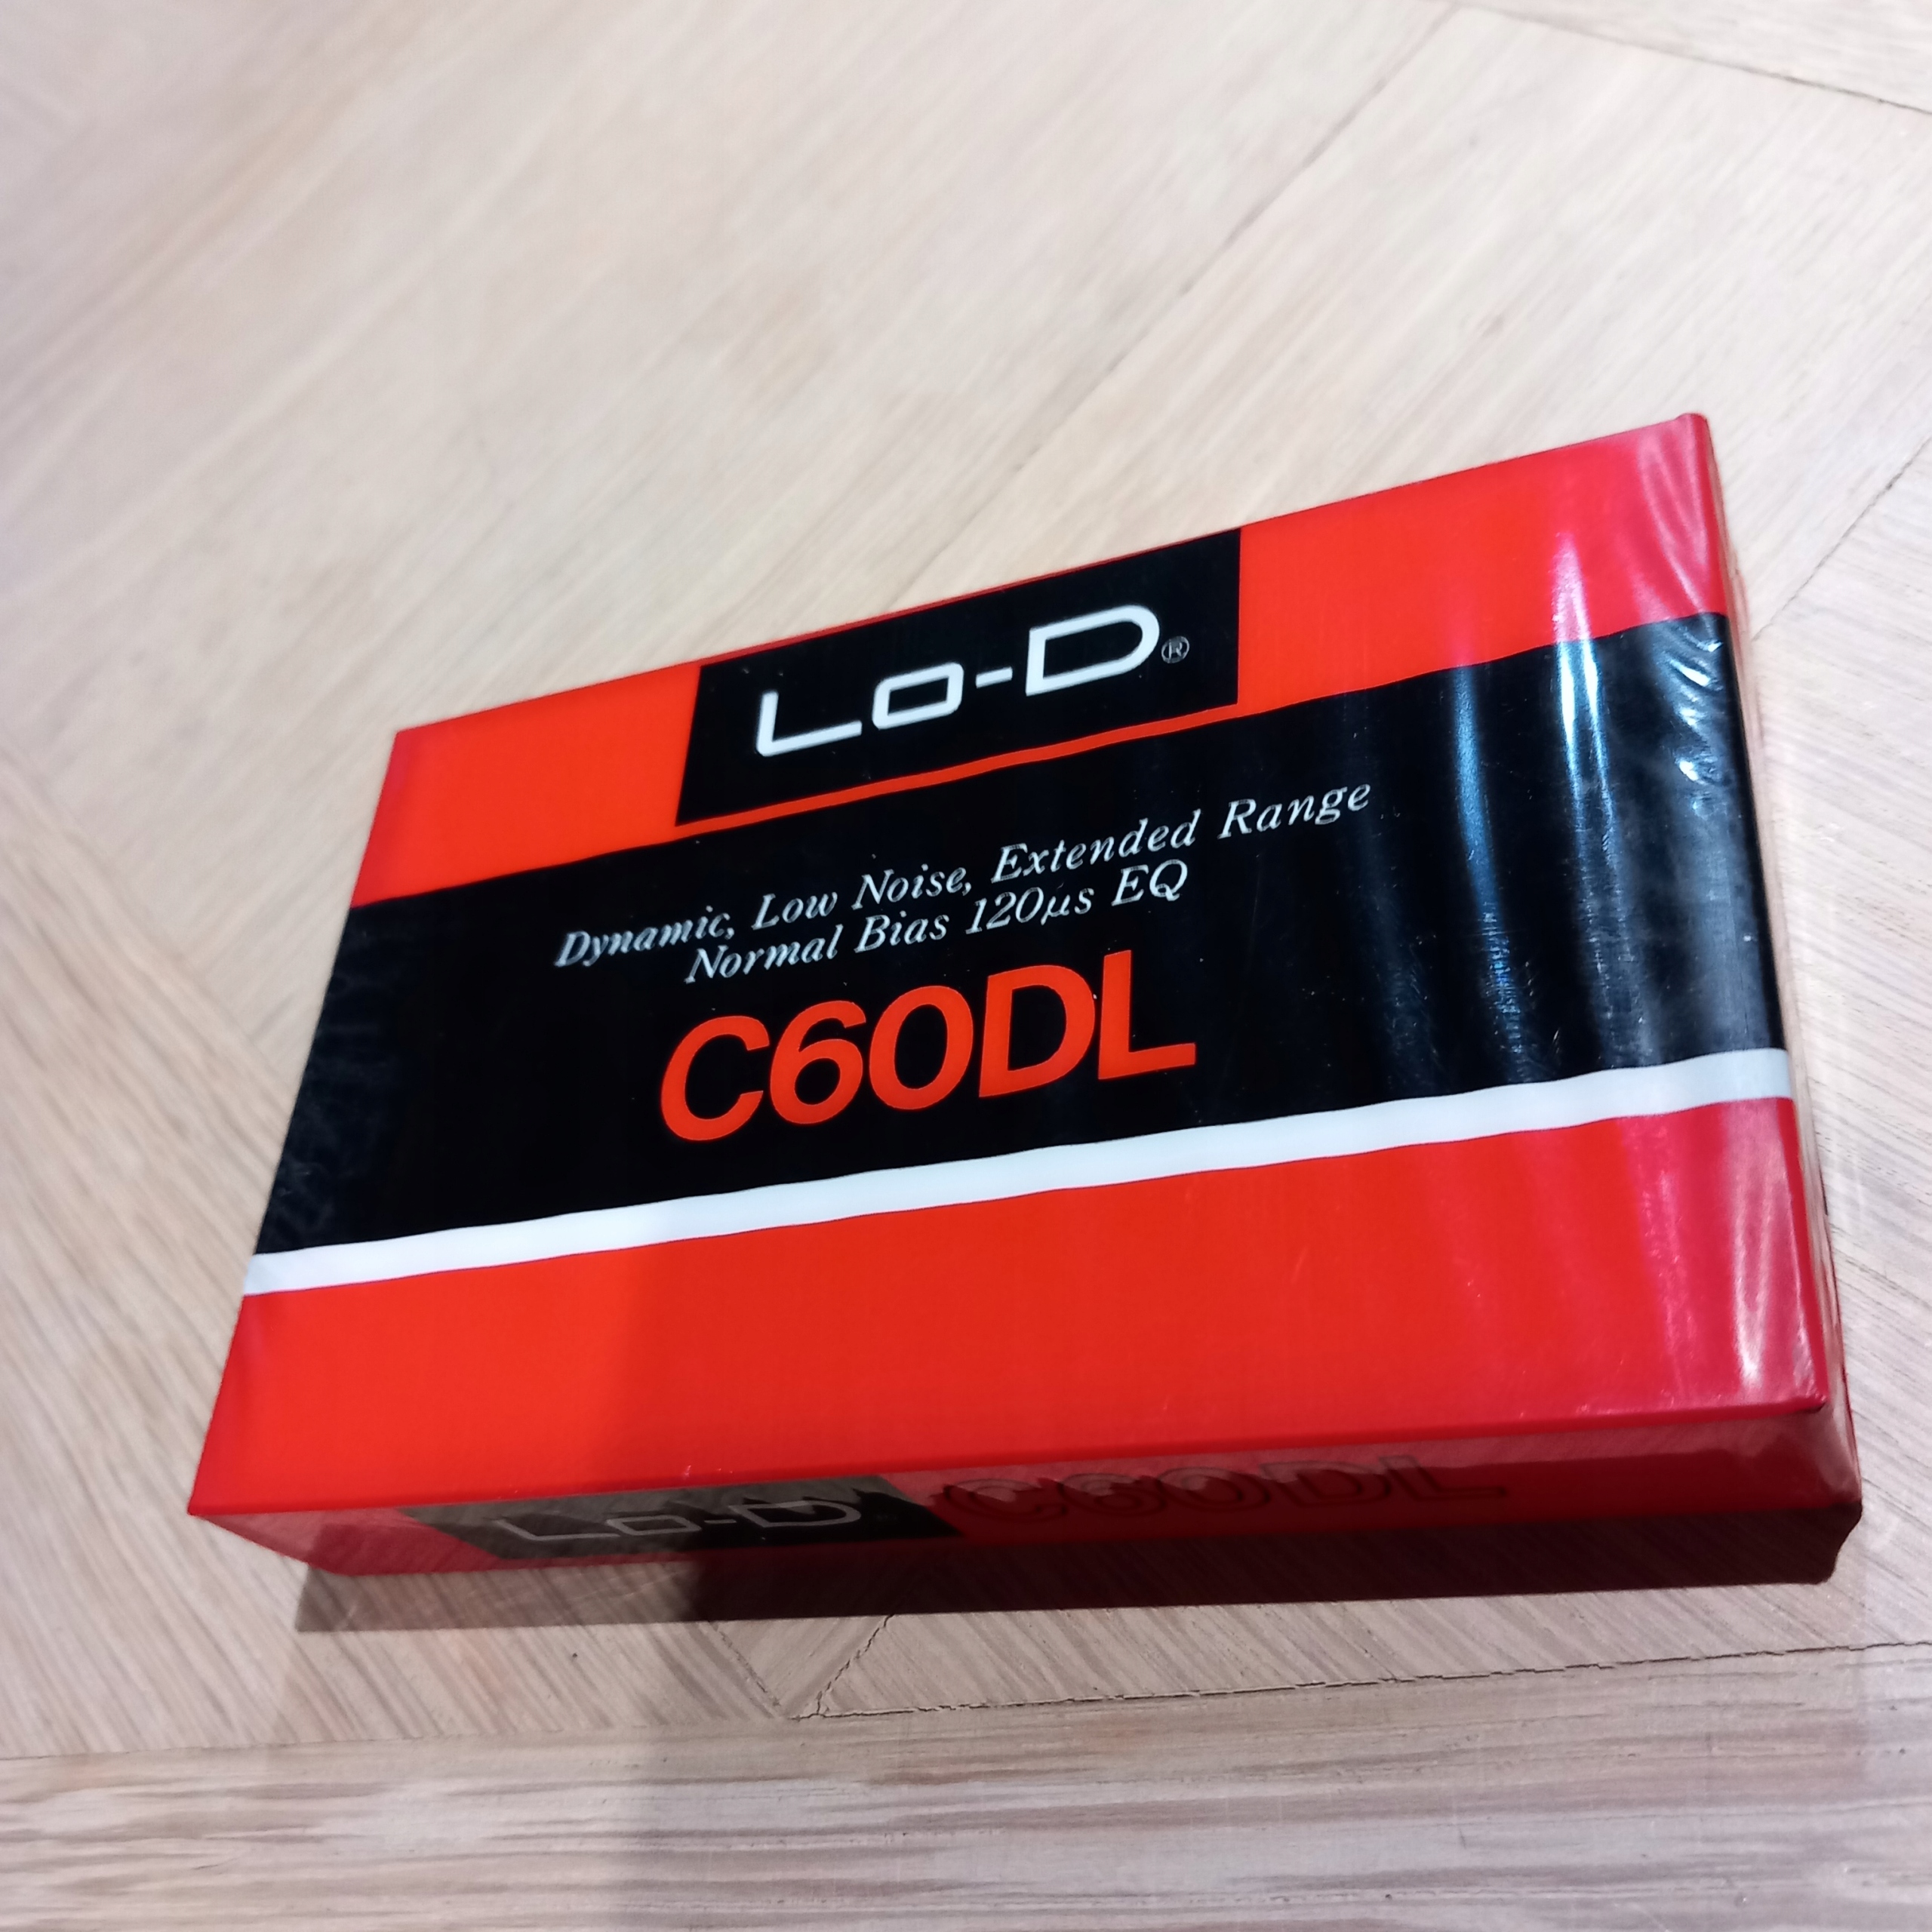 Lo-D®
Dynamic, Low Noise, Extended Range
Normal Bias 120µs EQ
C60DL
Lo-D C60DL